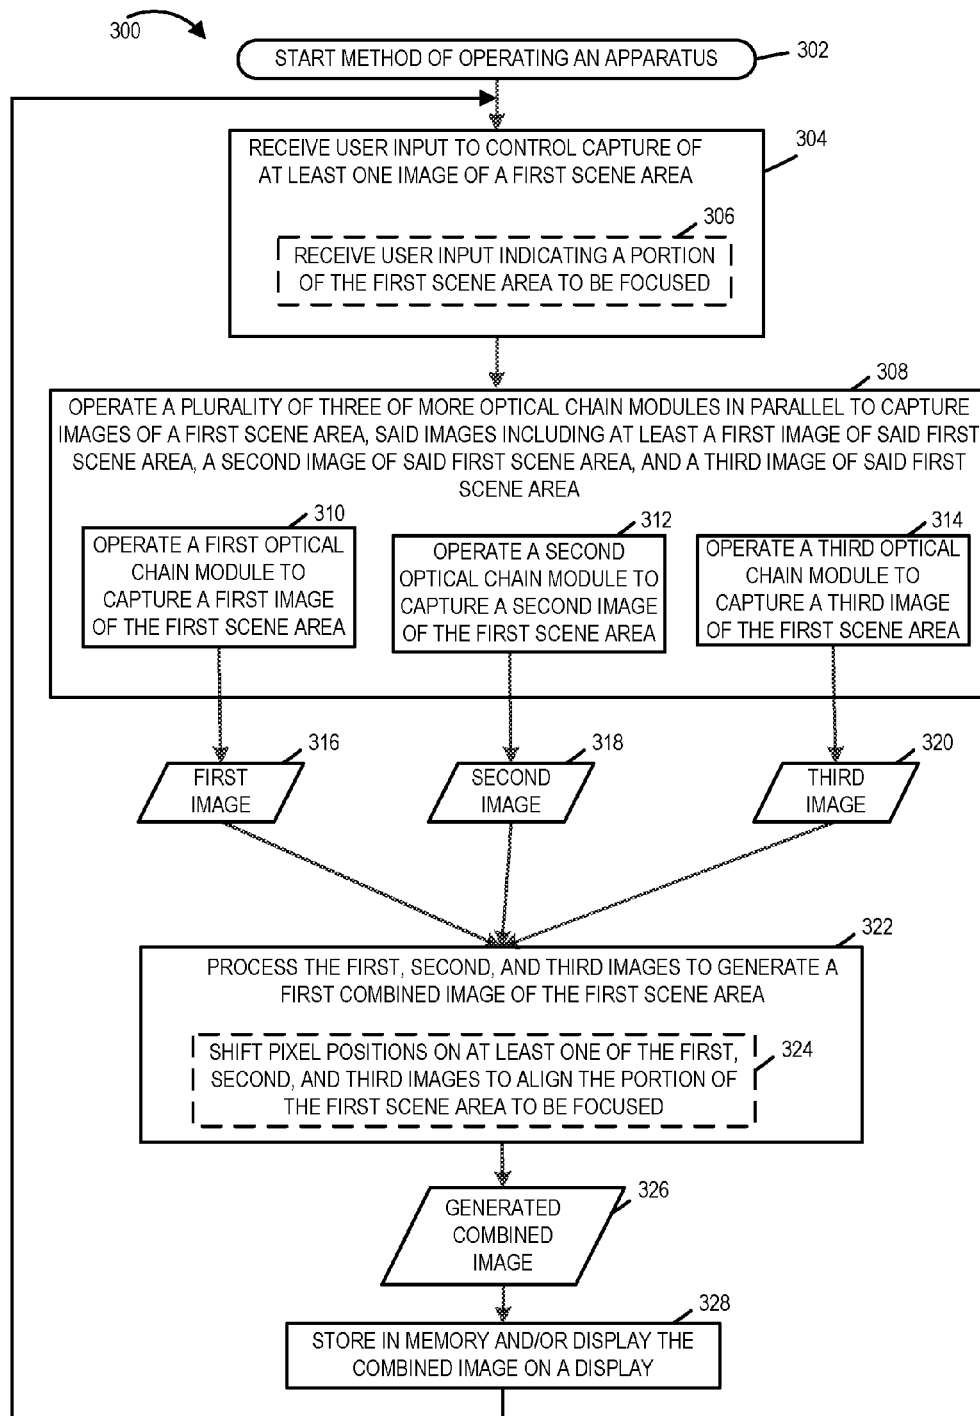 300
START METHOD OF OPERATING AN APPARATUS
302
304
RECEIVE USER INPUT TO CONTROL CAPTURE OF
AT LEAST ONE IMAGE OF A FIRST SCENE AREA
306
RECEIVE USER INPUT INDICATING A PORTION
OF THE FIRST SCENE AREA TO BE FOCUSED
308
OPERATE A PLURALITY OF THREE OF MORE OPTICAL CHAIN MODULES IN PARALLEL TO CAPTURE
IMAGES OF A FIRST SCENE AREA, SAID IMAGES INCLUDING AT LEAST A FIRST IMAGE OF SAID FIRST
SCENE AREA, A SECOND IMAGE OF SAID FIRST SCENE AREA, AND A THIRD IMAGE OF SAID FIRST
SCENE AREA
310
OPERATE A FIRST OPTICAL
CHAIN MODULE TO
CAPTURE A FIRST IMAGE
OF THE FIRST SCENE AREA
312
OPERATE A SECOND
OPTICAL CHAIN MODULE TO
CAPTURE A SECOND IMAGE
OF THE FIRST SCENE AREA
314
OPERATE A THIRD OPTICAL
CHAIN MODULE TO
CAPTURE A THIRD IMAGE
OF THE FIRST SCENE AREA
316
FIRST
IMAGE
318
SECOND
IMAGE
320
THIRD
IMAGE
322
PROCESS THE FIRST, SECOND, AND THIRD IMAGES TO GENERATE A
FIRST COMBINED IMAGE OF THE FIRST SCENE AREA
324
SHIFT PIXEL POSITIONS ON AT LEAST ONE OF THE FIRST,
SECOND, AND THIRD IMAGES TO ALIGN THE PORTION OF
THE FIRST SCENE AREA TO BE FOCUSED
326
GENERATED
COMBINED
IMAGE
328
STORE IN MEMORY AND/OR DISPLAY THE
COMBINED IMAGE ON A DISPLAY